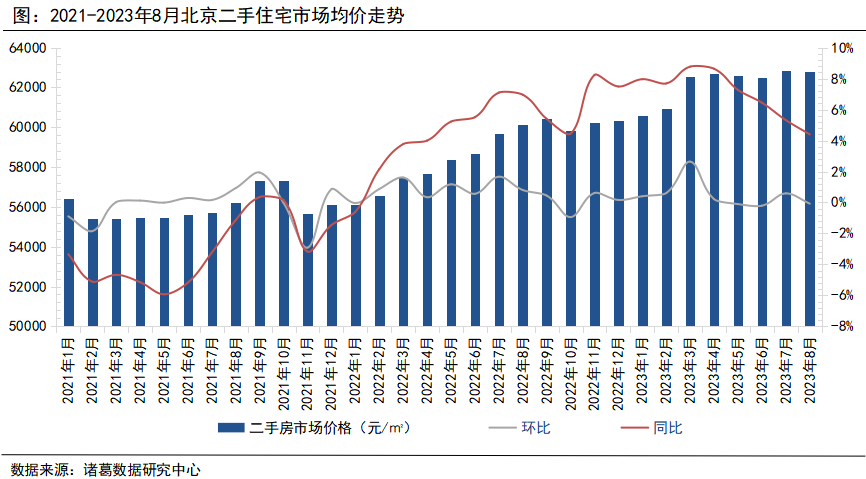 图：2021-2023年8月北京二手住宅市场均价走势
64000
62000
60000
58000
56000
54000
52000
50000
10%
8%
6%
4%
2%
0%
-2%
-4%
-6%
-8%
2021年1月
2021年2月
2021年3月
2021年4月
2021年5月
2021年6月
2021年7月
2021年8月
2021年9月
2021年10月
2021年11月
2021年12月
2022年1月
2022年2月
2022年3月
2022年4月
2022年5月
2022年6月
2022年7月
2022年8月
2022年9月
2022年10月
2022年11月
2022年12月
2023年1月
2023年2月
2023年3月
2023年4月
2023年5月
2023年6月
2023年7月
2023年8月
二手房市场价格（元/㎡） 环比 同比
数据来源：诸葛数据研究中心